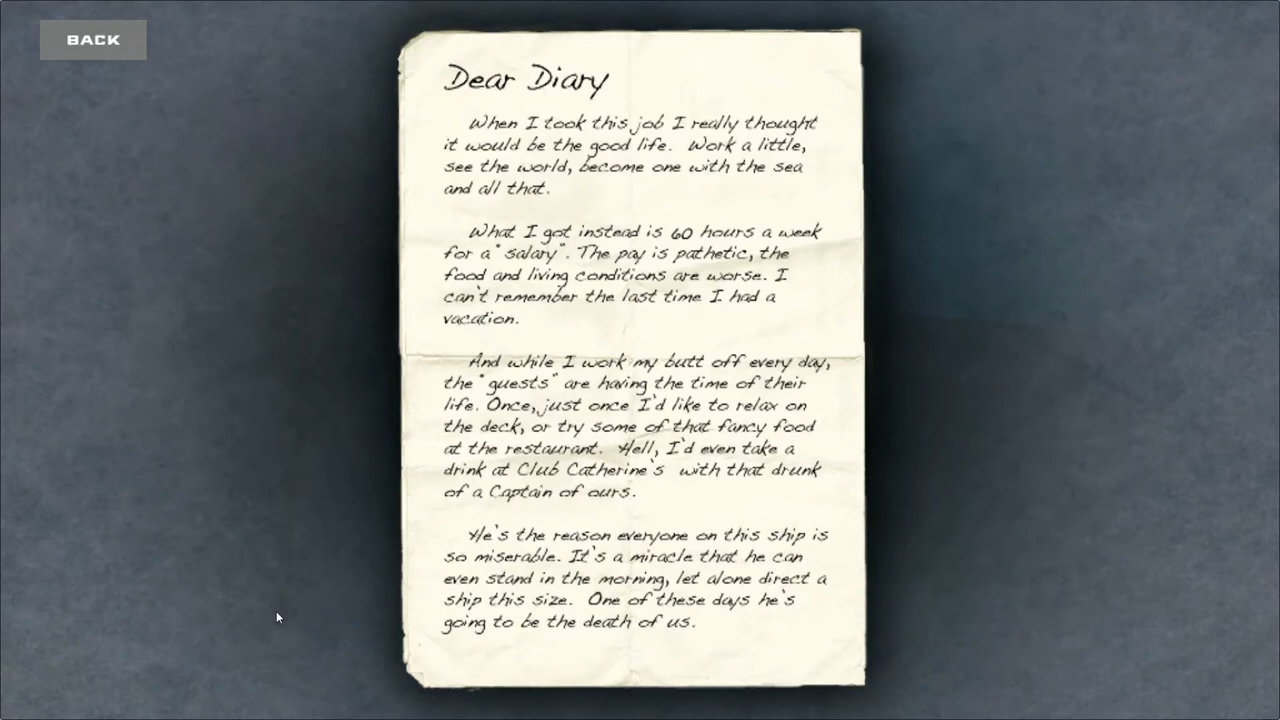 BACK
Dear Diary
When I took this job I really thought
it would be the good life. Work a little,
see the world, become one with the sea
and all that.
What I got instead is 60 hours a week
for a "salary". The pay is pathetic, the
food and living conditions are worse. I
can't remember the last time I had a
vacation.
And while I work my butt off every day,
the "guests" are having the time of their
life. Once, just once I'd like to relax on
the deck, or try some of that fancy food
at the restaurant. Hell, I'd even take a
drink at Club Catherine's with that drunk
of a Captain of ours.
He's the reason everyone on this ship is
so miserable. It's a miracle that he can
even stand in the morning, let alone direct a
ship this size. One of these days he's
going to be the death of us.